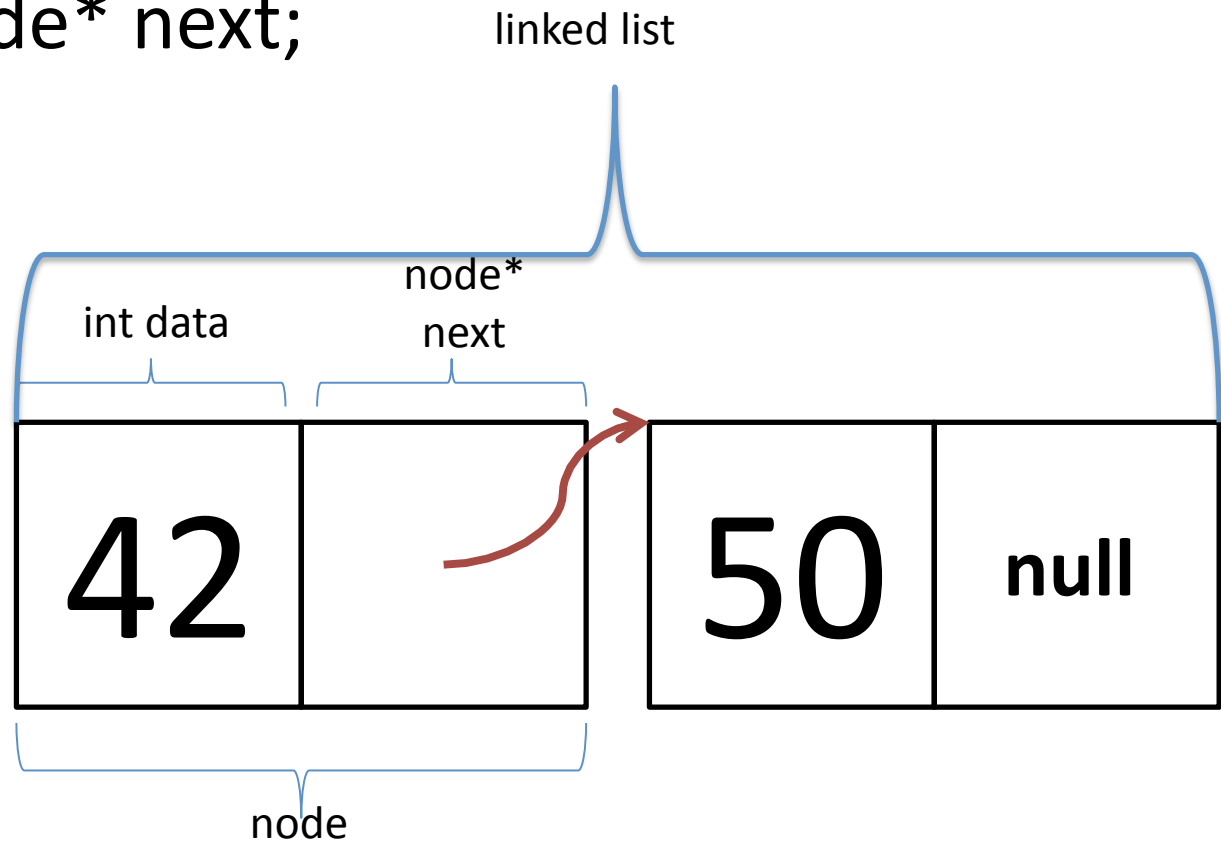 de* next;
linked list
node*
next
int data
42
50
null
node